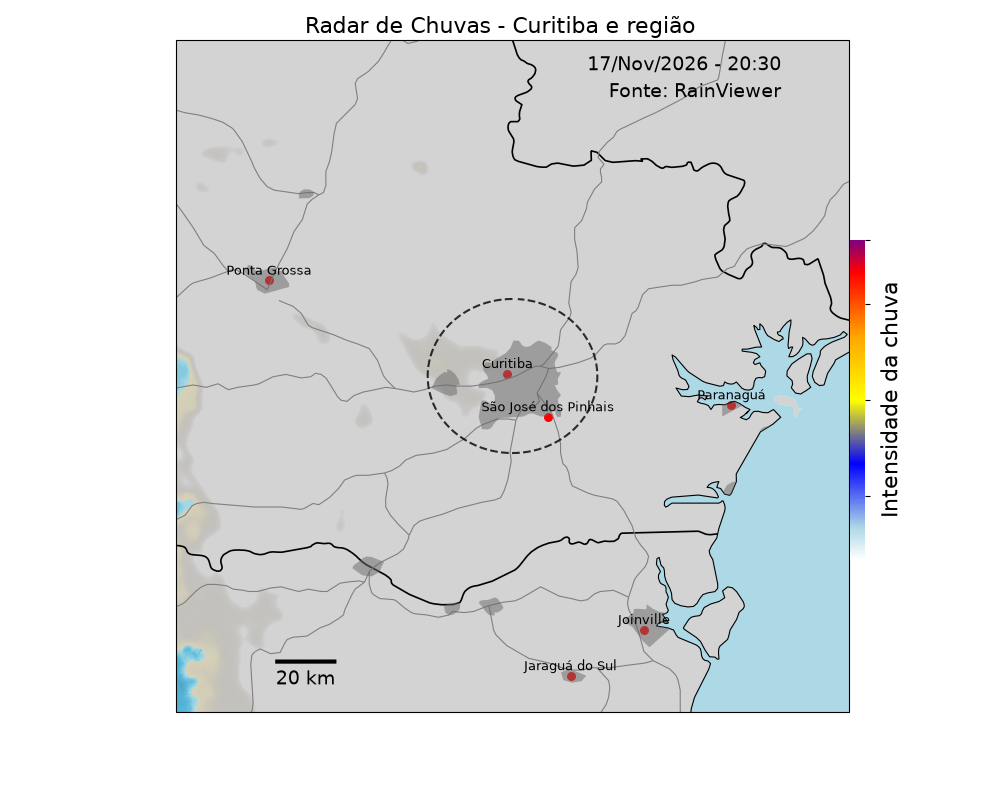 Radar de Chuvas - Curitiba e região
17/Nov/2026 - 20:30
Fonte: RainViewer
Ponta Grossa
Curitiba
São José dos Pinhais
Paranaguá
Intensidade da chuva
Joinville
Jaraguá do Sul
20 km